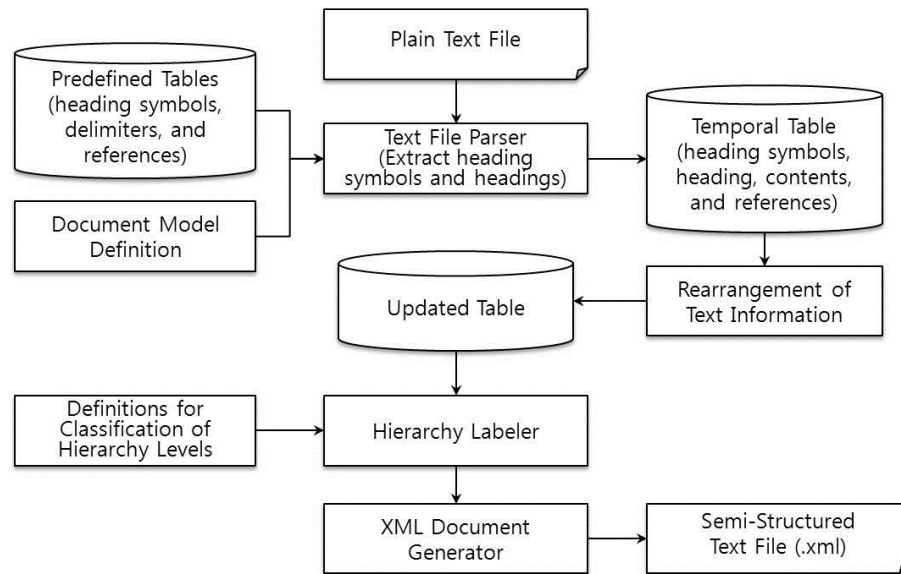 Plain Text File
Predefined Tables
(heading symbols,
delimiters, and
references)
Text File Parser
(Extract heading
symbols and headings)
Temporal Table
(heading symbols,
heading, contents,
and references)
Document Model
Definition
Updated Table
Rearrangement of
Text Information
Definitions for
Classification of
Hierarchy Levels
Hierarchy Labeler
XML Document
Generator
Semi-Structured
Text File (.xml)